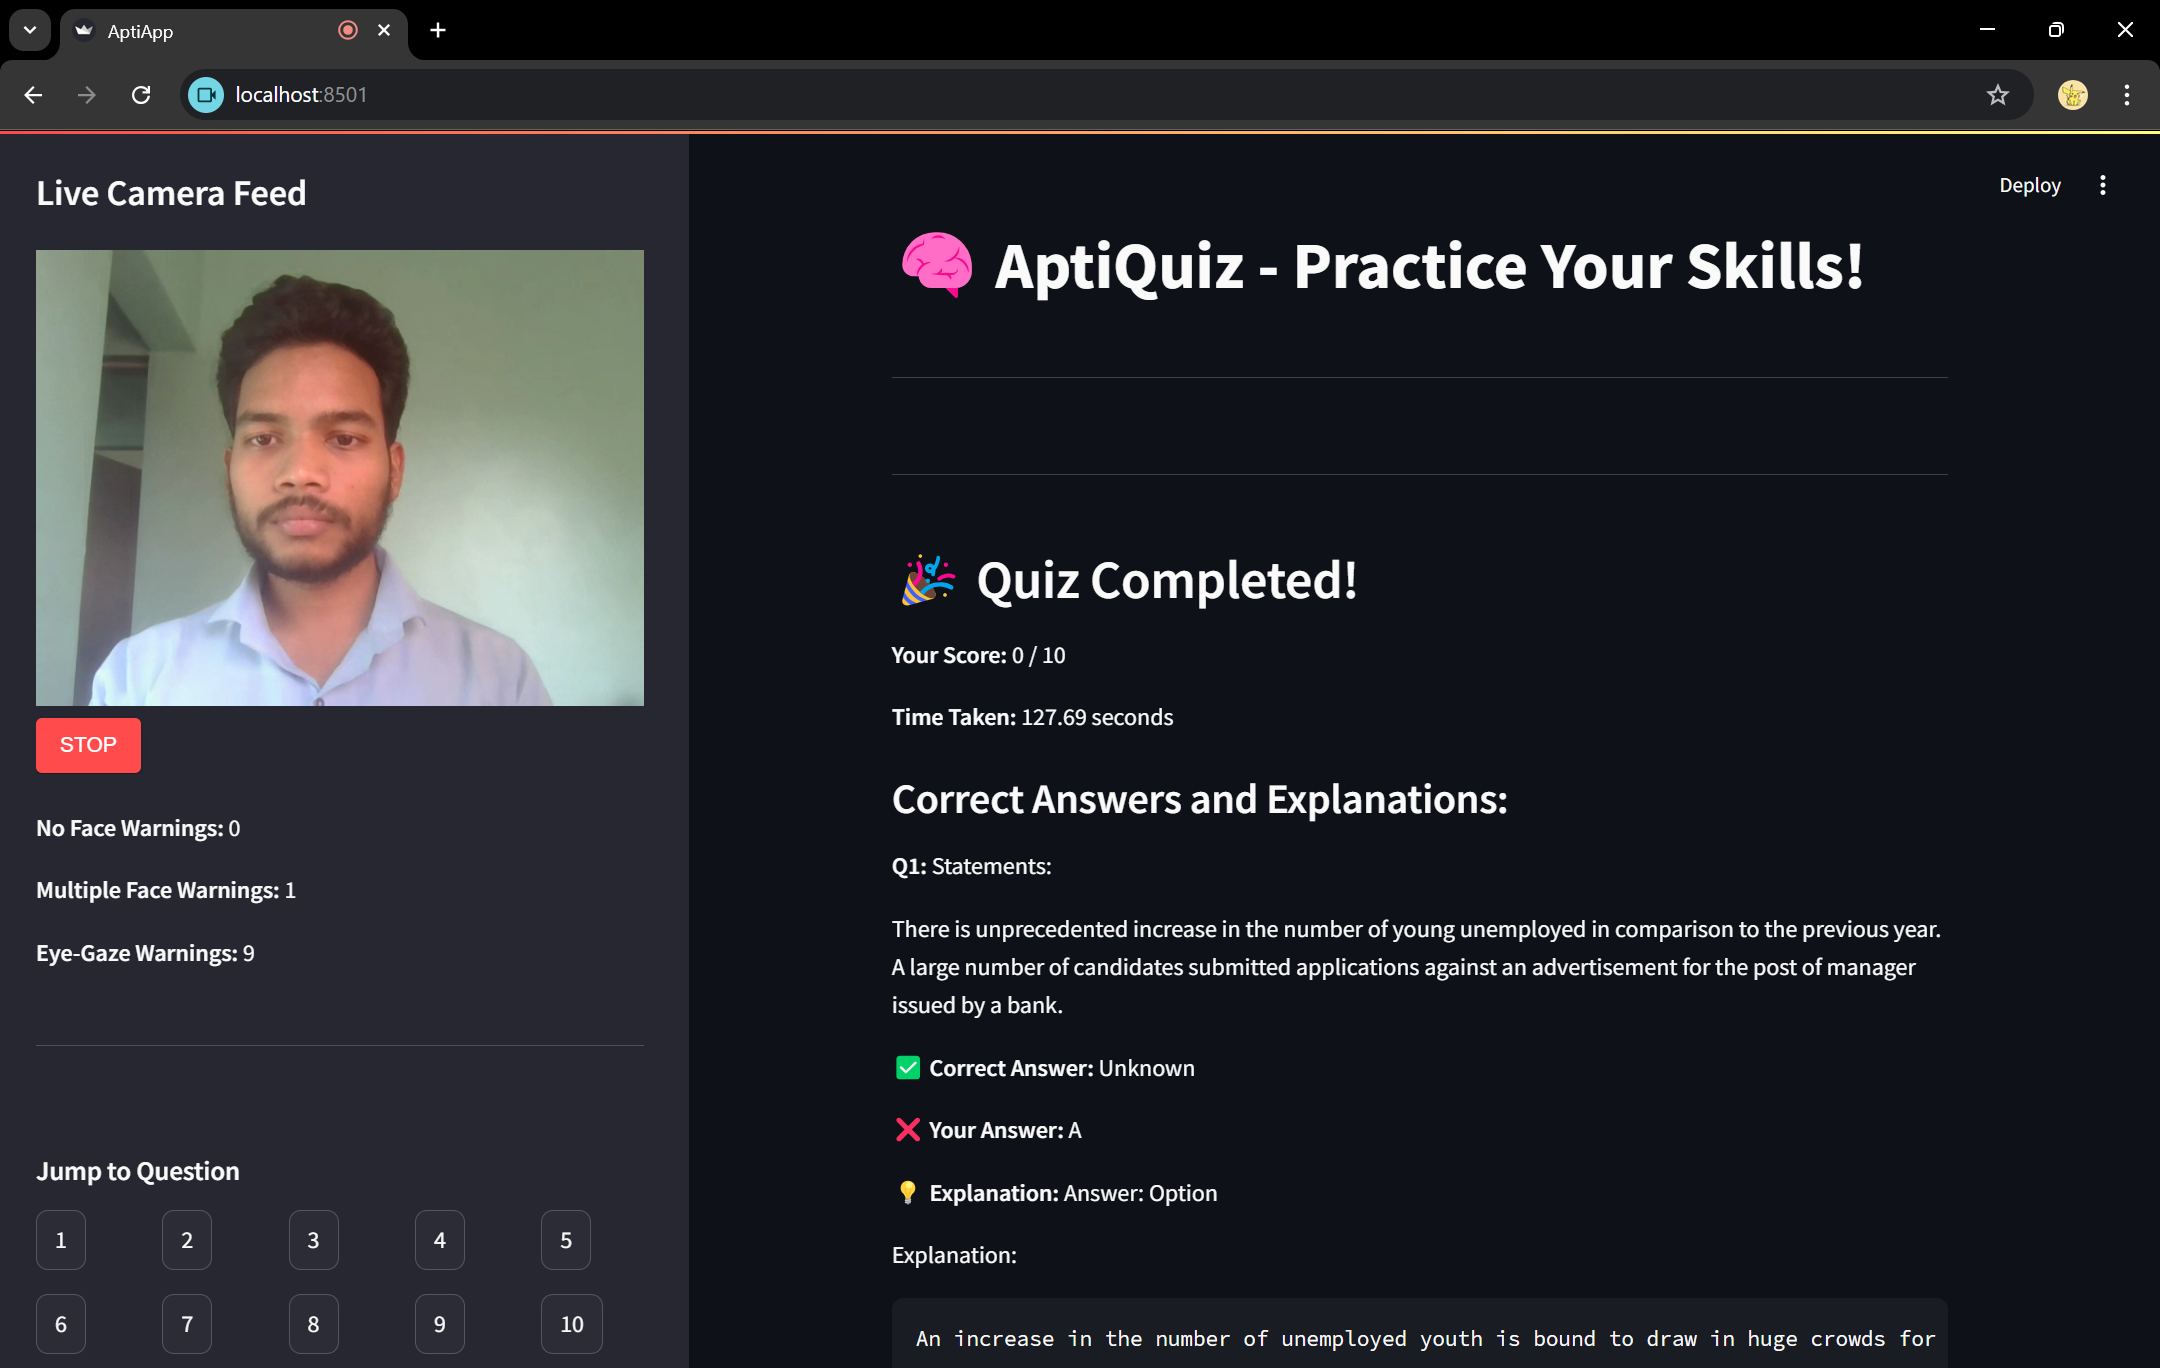 AptiApp
localhost:8501
Live Camera Feed
STOP
No Face Warnings: 0
Multiple Face Warnings: 1
Eye-Gaze Warnings: 9
Jump to Question
1 2 3 4 5
6 7 8 9 10
Deploy
AptiQuiz - Practice Your Skills!
Quiz Completed!
Your Score: 0 / 10
Time Taken: 127.69 seconds
Correct Answers and Explanations:
Q1: Statements:
There is unprecedented increase in the number of young unemployed in comparison to the previous year.
A large number of candidates submitted applications against an advertisement for the post of manager
issued by a bank.
Correct Answer: Unknown
Your Answer: A
Explanation: Answer: Option
Explanation:
An increase in the number of unemployed youth is bound to draw in huge crowds for